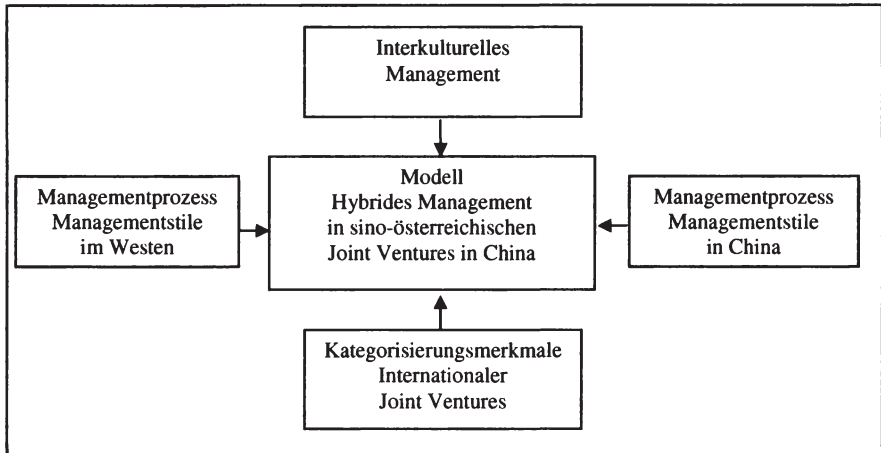 Interkulturelles
Management
Managementprozess
Managementstile
im Westen
Modell
Hybrides Management
in sino-österreichischen
Joint Ventures in China
Managementprozess
Managementstile
in China
Kategorisierungsmerkmale
Internationaler
Joint Ventures